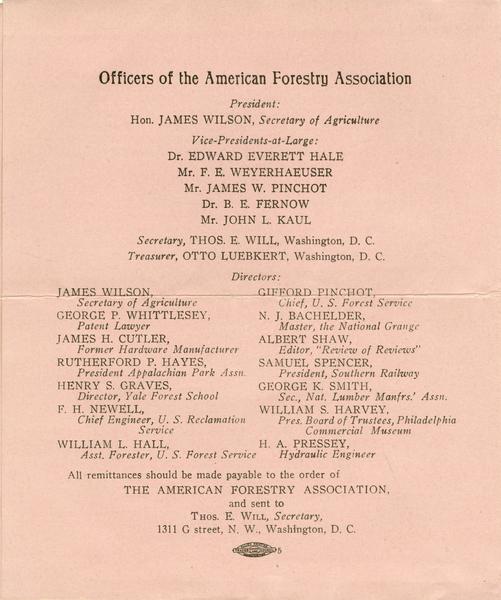 Officers of the American Forestry Association
President:
Hon. JAMES WILSON, Secretary of Agriculture
Vice-Presidents-at-Large:
Dr. EDWARD EVERETT HALE
Mr. F. E. WEYERHAEUSER
Mr. JAMES W. PINCHOT
Dr. B. E. FERNOW
Mr. JOHN L. KAUL
Secretary, THOS. E. WILL, Washington, D. C.
Treasurer, OTTO LUEBKERT, Washington, D. C.
Directors:
JAMES WILSON,
Secretary of Agriculture
GEORGE P. WHITTLESEY,
Patent Lawyer
JAMES H. CUTLER,
Former Hardware Manufacturer
RUTHERFORD P. HAYES,
President Appalachian Park Assn.
HENRY S. GRAVES,
Director, Yale Forest School
F. H. NEWELL,
Chief Engineer, U. S. Reclamation
Service
WILLIAM L. HALL,
Asst. Forester, U. S. Forest Service
GIFFORD PINCHOT,
Chief, U. S. Forest Service
N. J. BACHELDER,
Master, the National Grange
ALBERT SHAW,
Editor, "Review of Reviews"
SAMUEL SPENCER,
President, Southern Railway
GEORGE K. SMITH,
Sec., Nat. Lumber Manfrs.' Assn.
WILLIAM S. HARVEY,
Pres. Board of Trustees, Philadelphia
Commercial Museum
H. A. PRESSEY,
Hydraulic Engineer
All remittances should be made payable to the order of
THE AMERICAN FORESTRY ASSOCIATION,
and sent to
THOS. E. WILL, Secretary,
1311 G street, N. W., Washington, D. C.
5